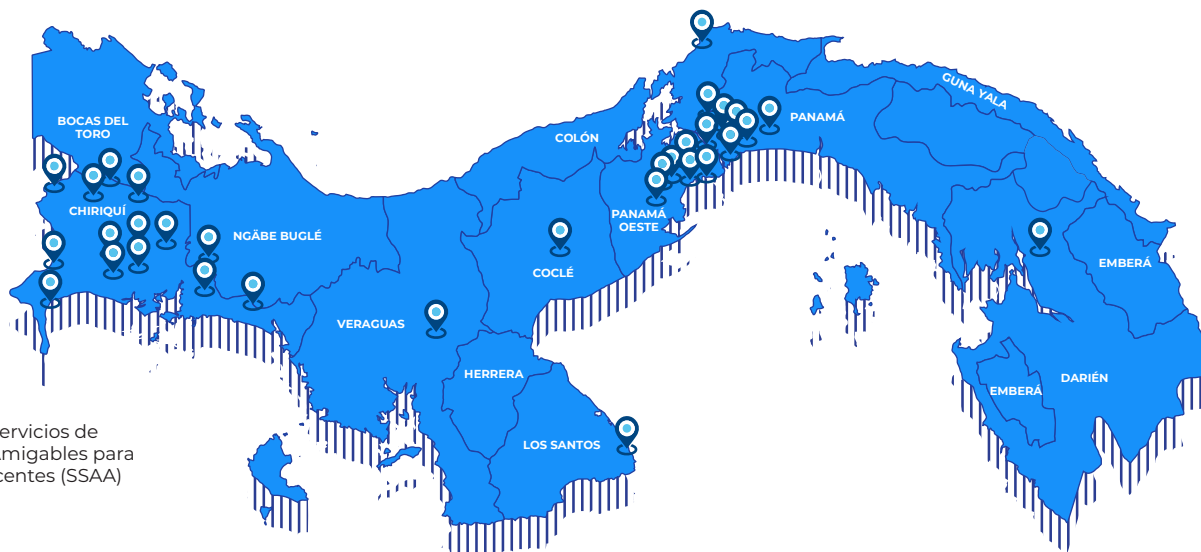 GUNA YALA
BOCAS DEL
TORO
COLÓN
PANAMÁ
CHIRIQUÍ
NGÄBE BUGLÉ
PANAMÁ
OESTE
COCLÉ
EMBERÁ
VERAGUAS
HERRERA
EMBERÁ
DARIÉN
LOS SANTOS
ervicios de
migables para
centes (SSAA)